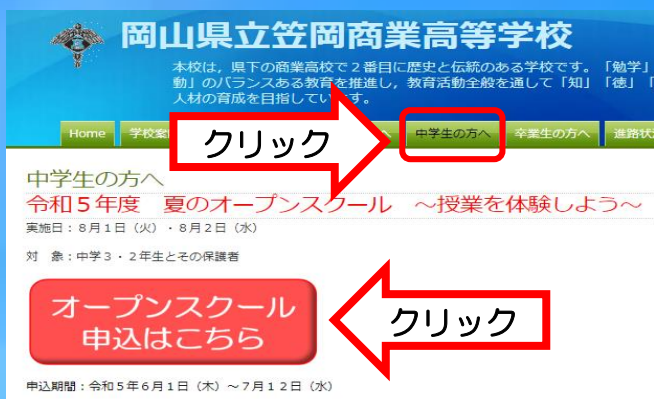 岡山県立笠岡商業高等学校
本校は，県下の商業高校で２番目に歴史と伝統のある学校です。「勉学」
動」のバランスある教育を推進し，教育活動全般を通して「知」「徳」「
人材の育成を目指しています。
Home 学校案 へ 中学生の方へ 卒業生の方へ 進路状
クリック
中学生の方へ
令和５年度　夏のオープンスクール　～授業を体験しよう～
実施日：８月１日（火）・８月２日（水）
対　象：中学３・２年生とその保護者
オープンスクール
申込はこちら
クリック
申込期間：令和５年６月１日（木）～７月１２日（水）